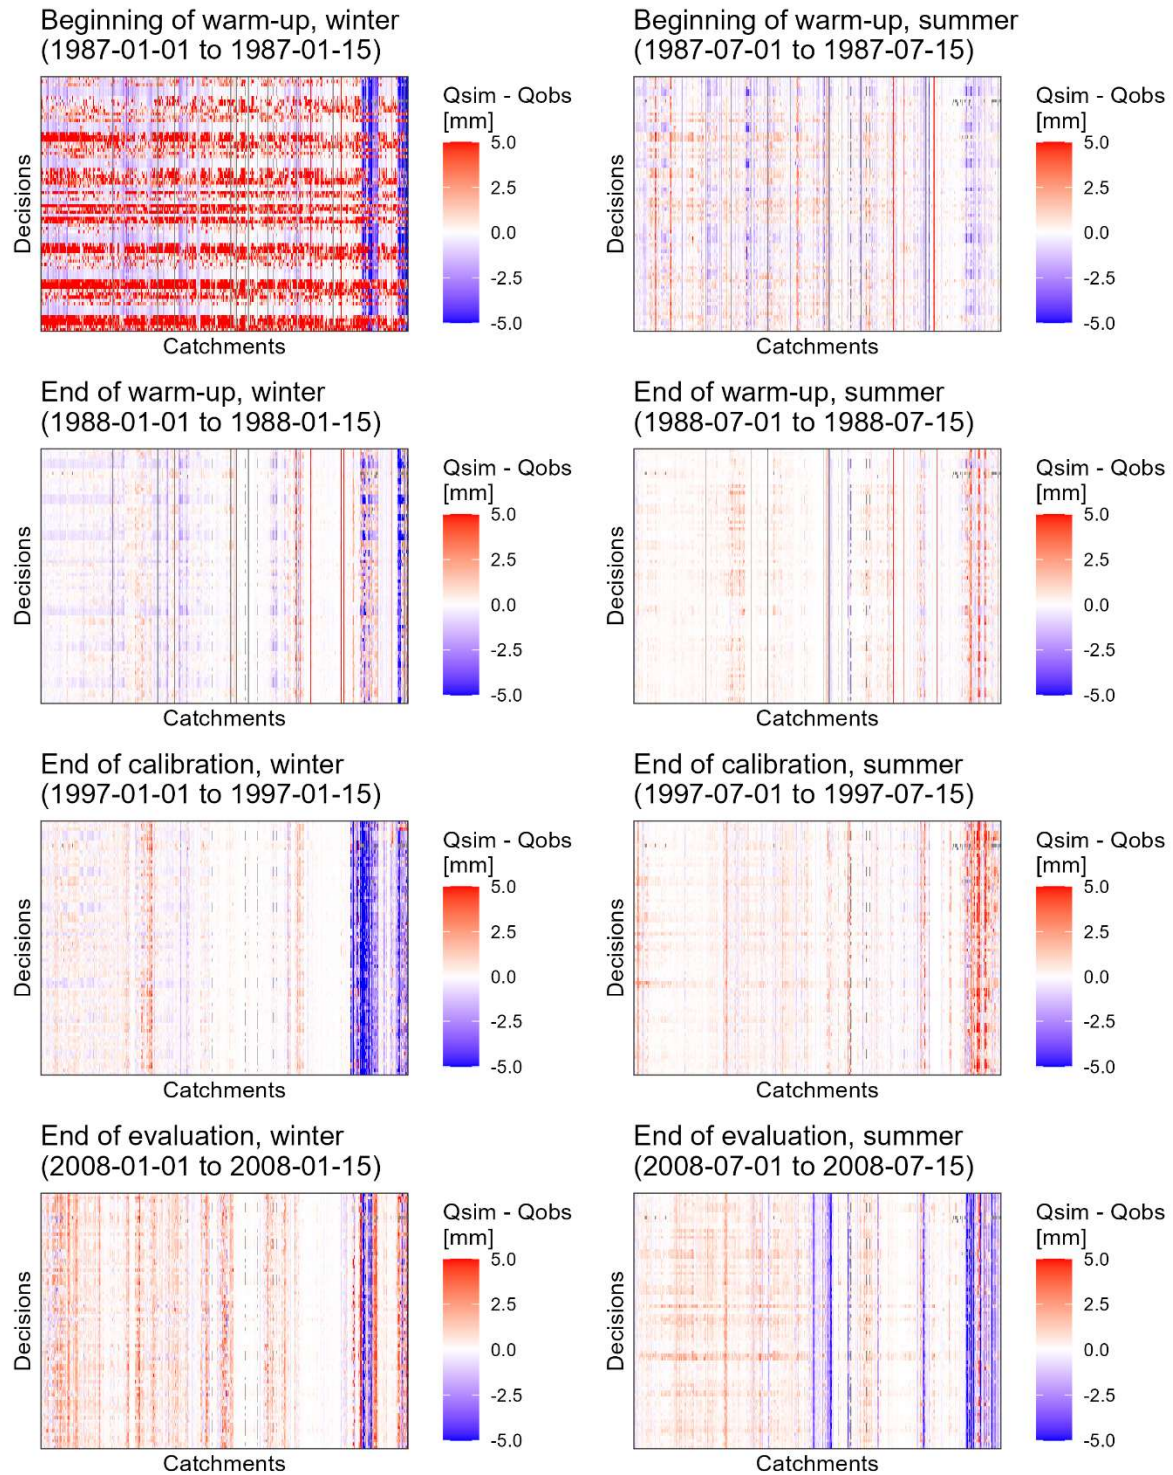 Beginning of warm-up, winter
(1987-01-01 to 1987-01-15)
Decisions
Catchments
Qsim - Qobs
[mm]
5.0
2.5
0.0
-2.5
-5.0
Beginning of warm-up, summer
(1987-07-01 to 1987-07-15)
Decisions
Catchments
Qsim - Qobs
[mm]
5.0
2.5
0.0
-2.5
-5.0
End of warm-up, winter
(1988-01-01 to 1988-01-15)
Decisions
Catchments
Qsim - Qobs
[mm]
5.0
2.5
0.0
-2.5
-5.0
End of warm-up, summer
(1988-07-01 to 1988-07-15)
Decisions
Catchments
Qsim - Qobs
[mm]
5.0
2.5
0.0
-2.5
-5.0
End of calibration, winter
(1997-01-01 to 1997-01-15)
Decisions
Catchments
Qsim - Qobs
[mm]
5.0
2.5
0.0
-2.5
-5.0
End of calibration, summer
(1997-07-01 to 1997-07-15)
Decisions
Catchments
Qsim - Qobs
[mm]
5.0
2.5
0.0
-2.5
-5.0
End of evaluation, winter
(2008-01-01 to 2008-01-15)
Decisions
Catchments
Qsim - Qobs
[mm]
5.0
2.5
0.0
-2.5
-5.0
End of evaluation, summer
(2008-07-01 to 2008-07-15)
Decisions
Catchments
Qsim - Qobs
[mm]
5.0
2.5
0.0
-2.5
-5.0